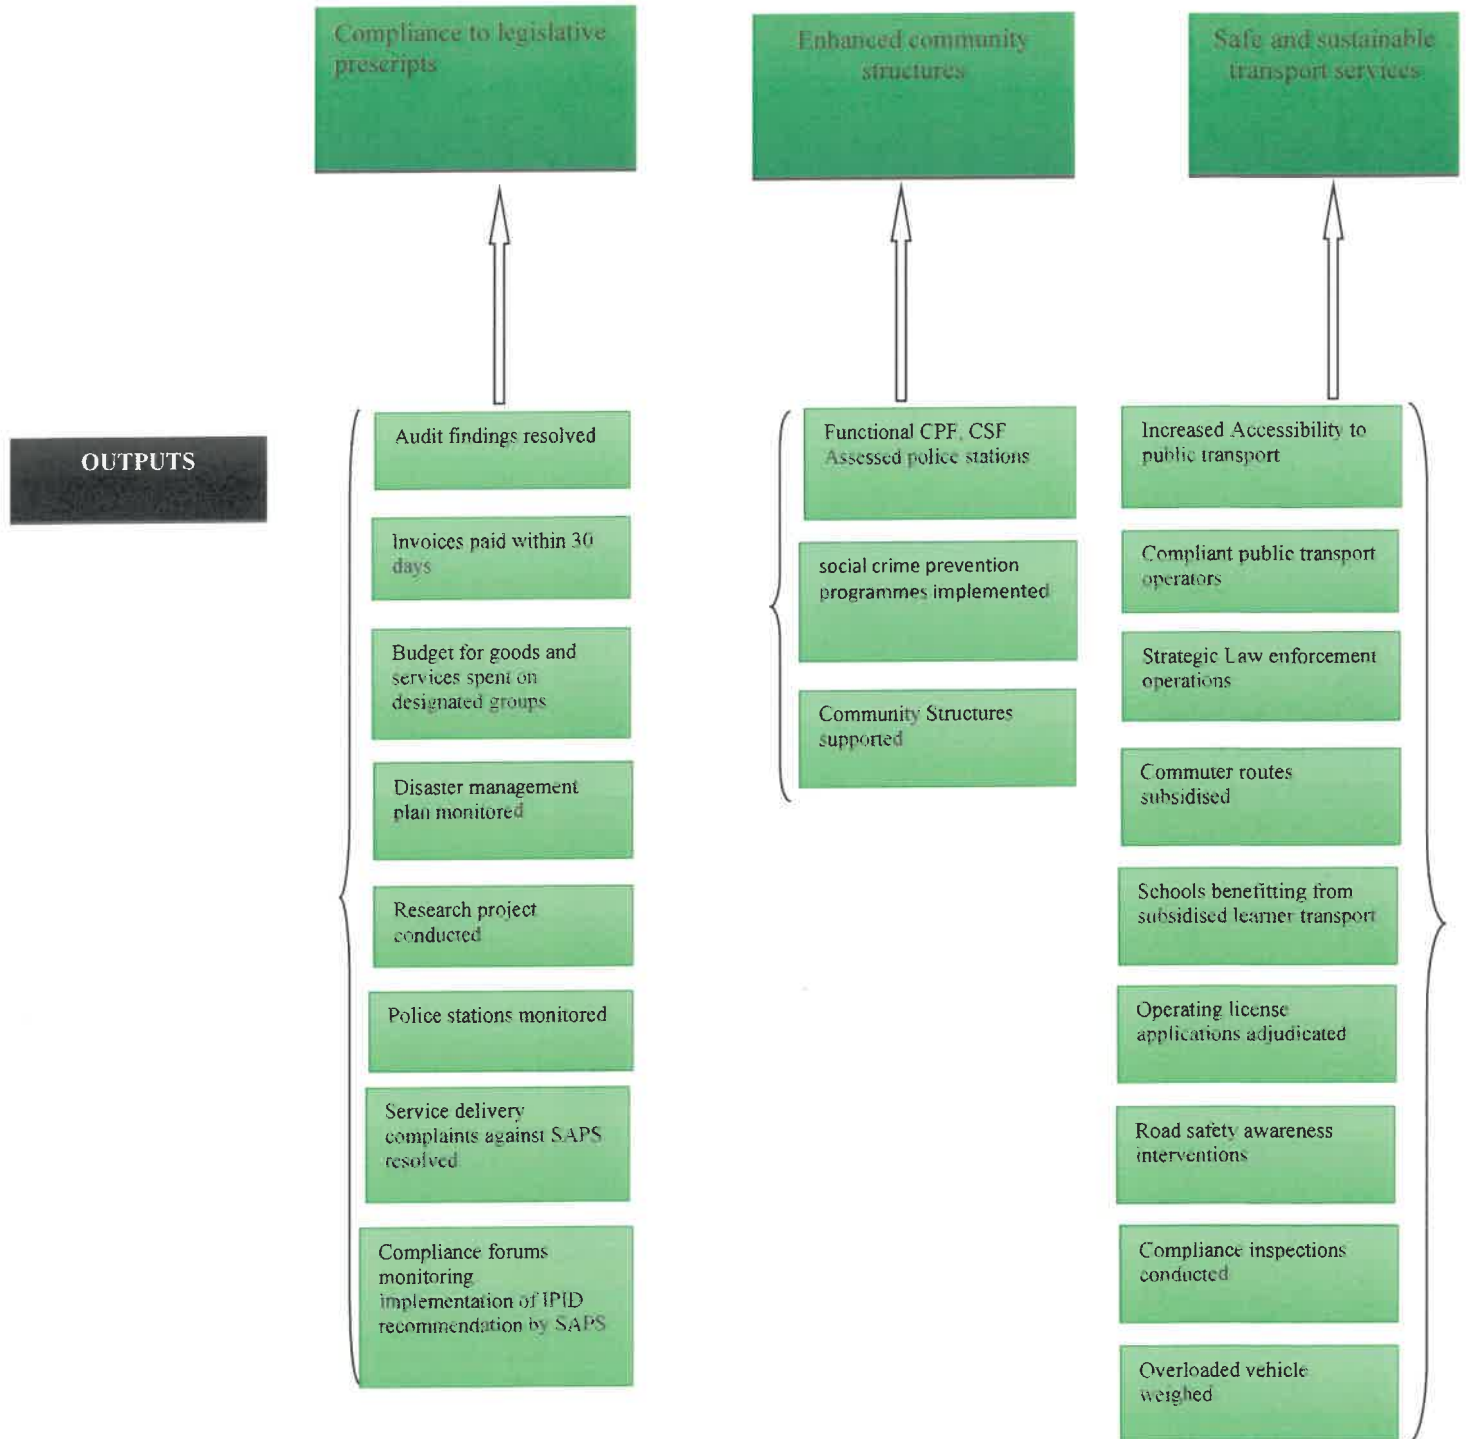 Compliance to legislative
prescripts
Enhanced community
structures
Safe and sustainable
transport services
OUTPUTS
Audit findings resolved
Invoices paid within 30
days
Budget for goods and
services spent on
designated groups
Disaster management
plan monitored
Research project
conducted
Police stations monitored
Service delivery
complaints against SAPS
resolved
Compliance forums
monitoring
implementation of IPID
recommendation by SAPS
Functional CPF, CSF
Assessed police stations
social crime prevention
programmes implemented
Community Structures
supported
Increased Accessibility to
public transport
Compliant public transport
operators
Strategic Law enforcement
operations
Commuter routes
subsidised
Schools benefitting from
subsidised learner transport
Operating license
applications adjudicated
Road safety awareness
interventions
Compliance inspections
conducted
Overloaded vehicle
weighed